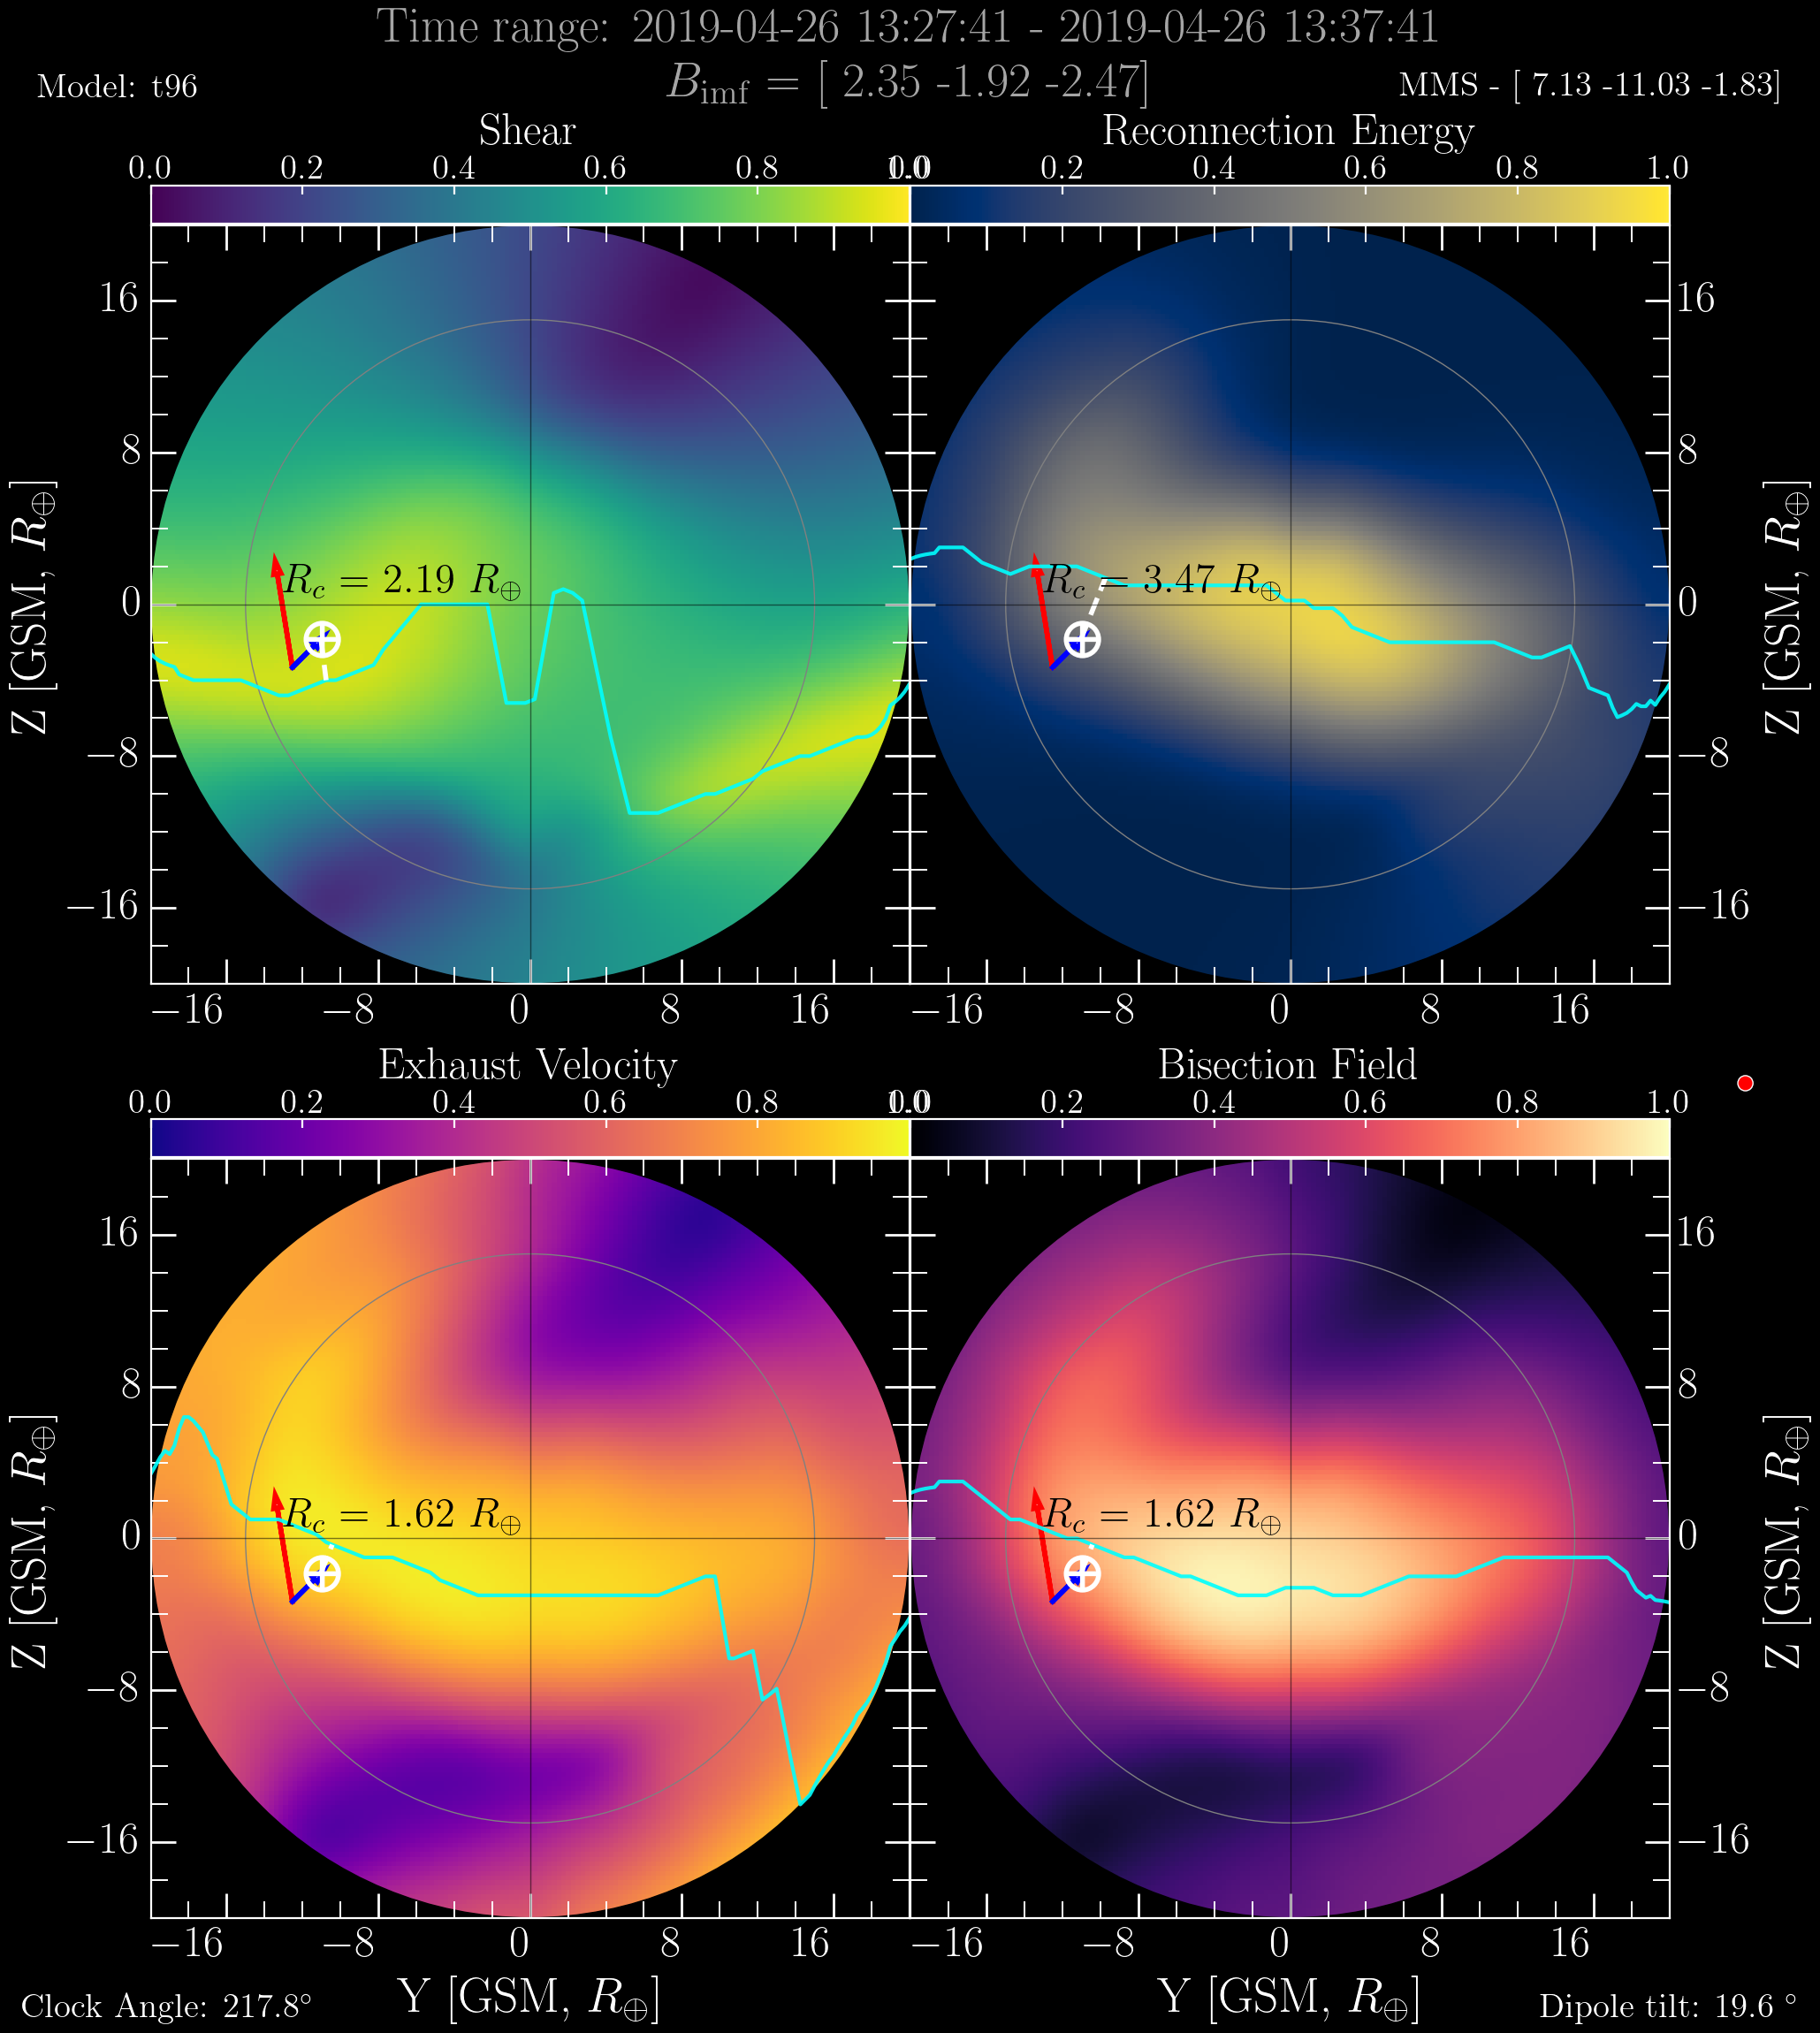 Time range: 2019-04-26 13:27:41 - 2019-04-26 13:37:41
Model: t96
B_imf = [ 2.35 -1.92 -2.47]
MMS - [ 7.13 -11.03 -1.83]
Shear
Reconnection Energy
0.0 0.2 0.4 0.6 0.8 1.0
0.0 0.2 0.4 0.6 0.8 1.0
16
8
0
−8
−16
Z [GSM, R⊕]
R_c = 2.19 R⊕
R_c = 3.47 R⊕
16
8
0
−8
−16
Z [GSM, R⊕]
−16 −8 0 8 16
−16 −8 0 8 16
Exhaust Velocity
Bisection Field
0.0 0.2 0.4 0.6 0.8 1.0
0.0 0.2 0.4 0.6 0.8 1.0
16
8
0
−8
−16
Z [GSM, R⊕]
R_c = 1.62 R⊕
R_c = 1.62 R⊕
16
8
0
−8
−16
Z [GSM, R⊕]
−16 −8 0 8 16
−16 −8 0 8 16
Y [GSM, R⊕]
Y [GSM, R⊕]
Clock Angle: 217.8°
Dipole tilt: 19.6 °